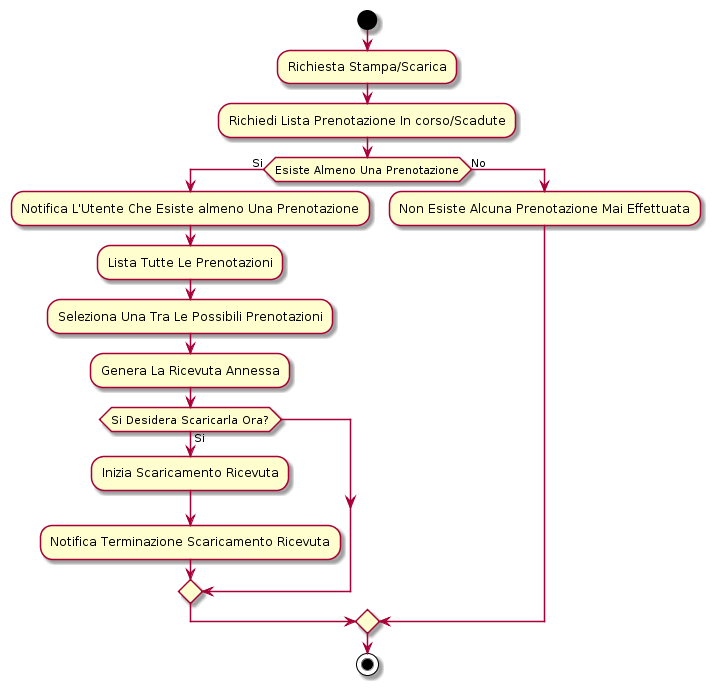 Richiesta Stampa/Scarica
Richiedi Lista Prenotazione In corso/Scadute
Si
Esiste Almeno Una Prenotazione
No
Notifica L'Utente Che Esiste almeno Una Prenotazione
Non Esiste Alcuna Prenotazione Mai Effettuata
Lista Tutte Le Prenotazioni
Seleziona Una Tra Le Possibili Prenotazioni
Genera La Ricevuta Annessa
Si Desidera Scaricarla Ora?
Si
Inizia Scaricamento Ricevuta
Notifica Terminazione Scaricamento Ricevuta